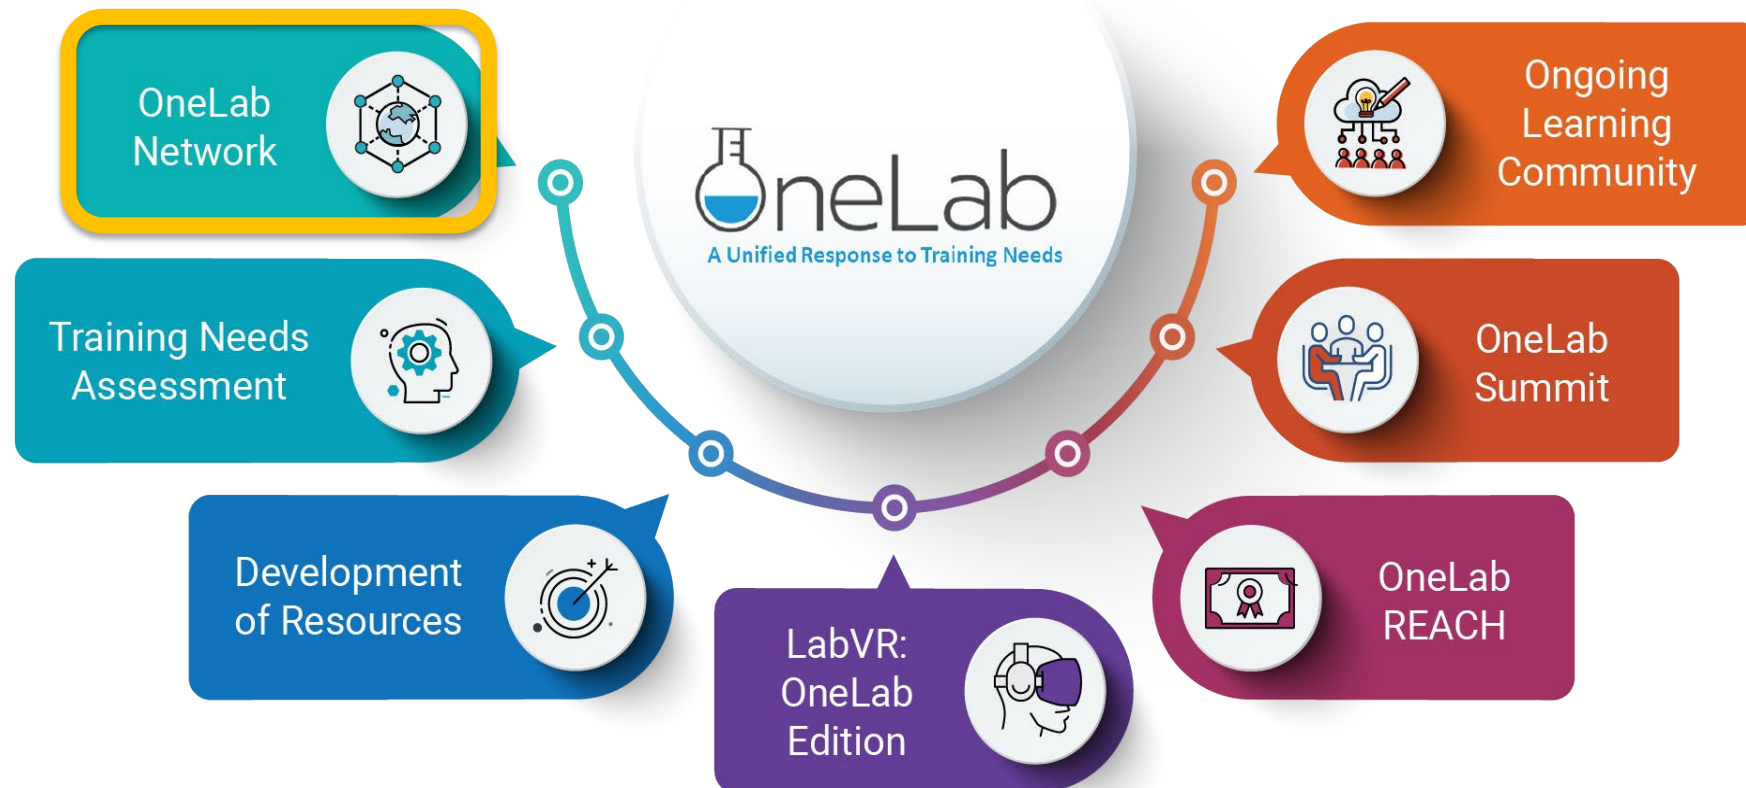 OneLab
Network
Training Needs
Assessment
Development
of Resources
LabVR:
OneLab
Edition
OneLab
A Unified Response to Training Needs
Ongoing
Learning
Community
OneLab
Summit
OneLab
REACH